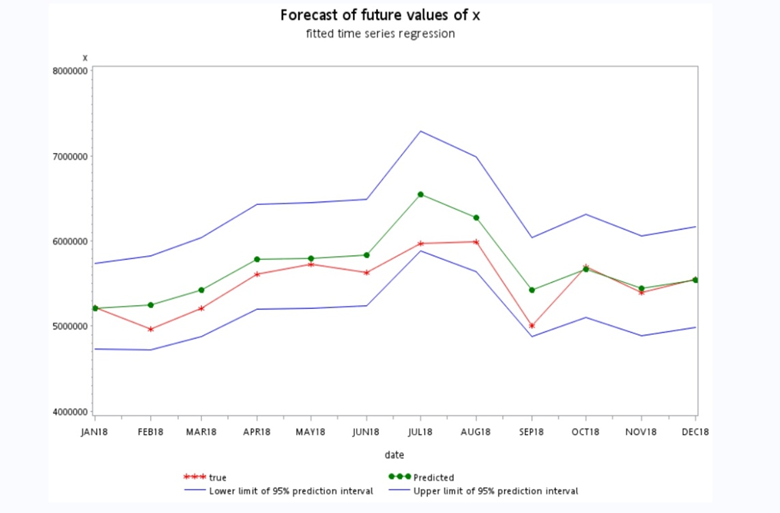 Forecast of future values of x
fitted time series regression
x
8000000
7000000
6000000
5000000
4000000
JAN18 FEB18 MAR18 APR18 MAY18 JUN18 JUL18 AUG18 SEP18 OCT18 NOV18 DEC18
date
true Predicted
Lower limit of 95% prediction interval Upper limit of 95% prediction interval